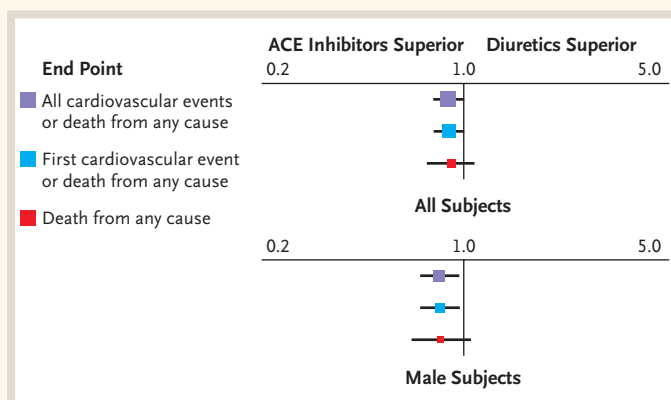 ACE Inhibitors Superior Diuretics Superior
End Point
0.2 1.0 5.0
All cardiovascular events
or death from any cause
First cardiovascular event
or death from any cause
Death from any cause
All Subjects
0.2 1.0 5.0
Male Subjects